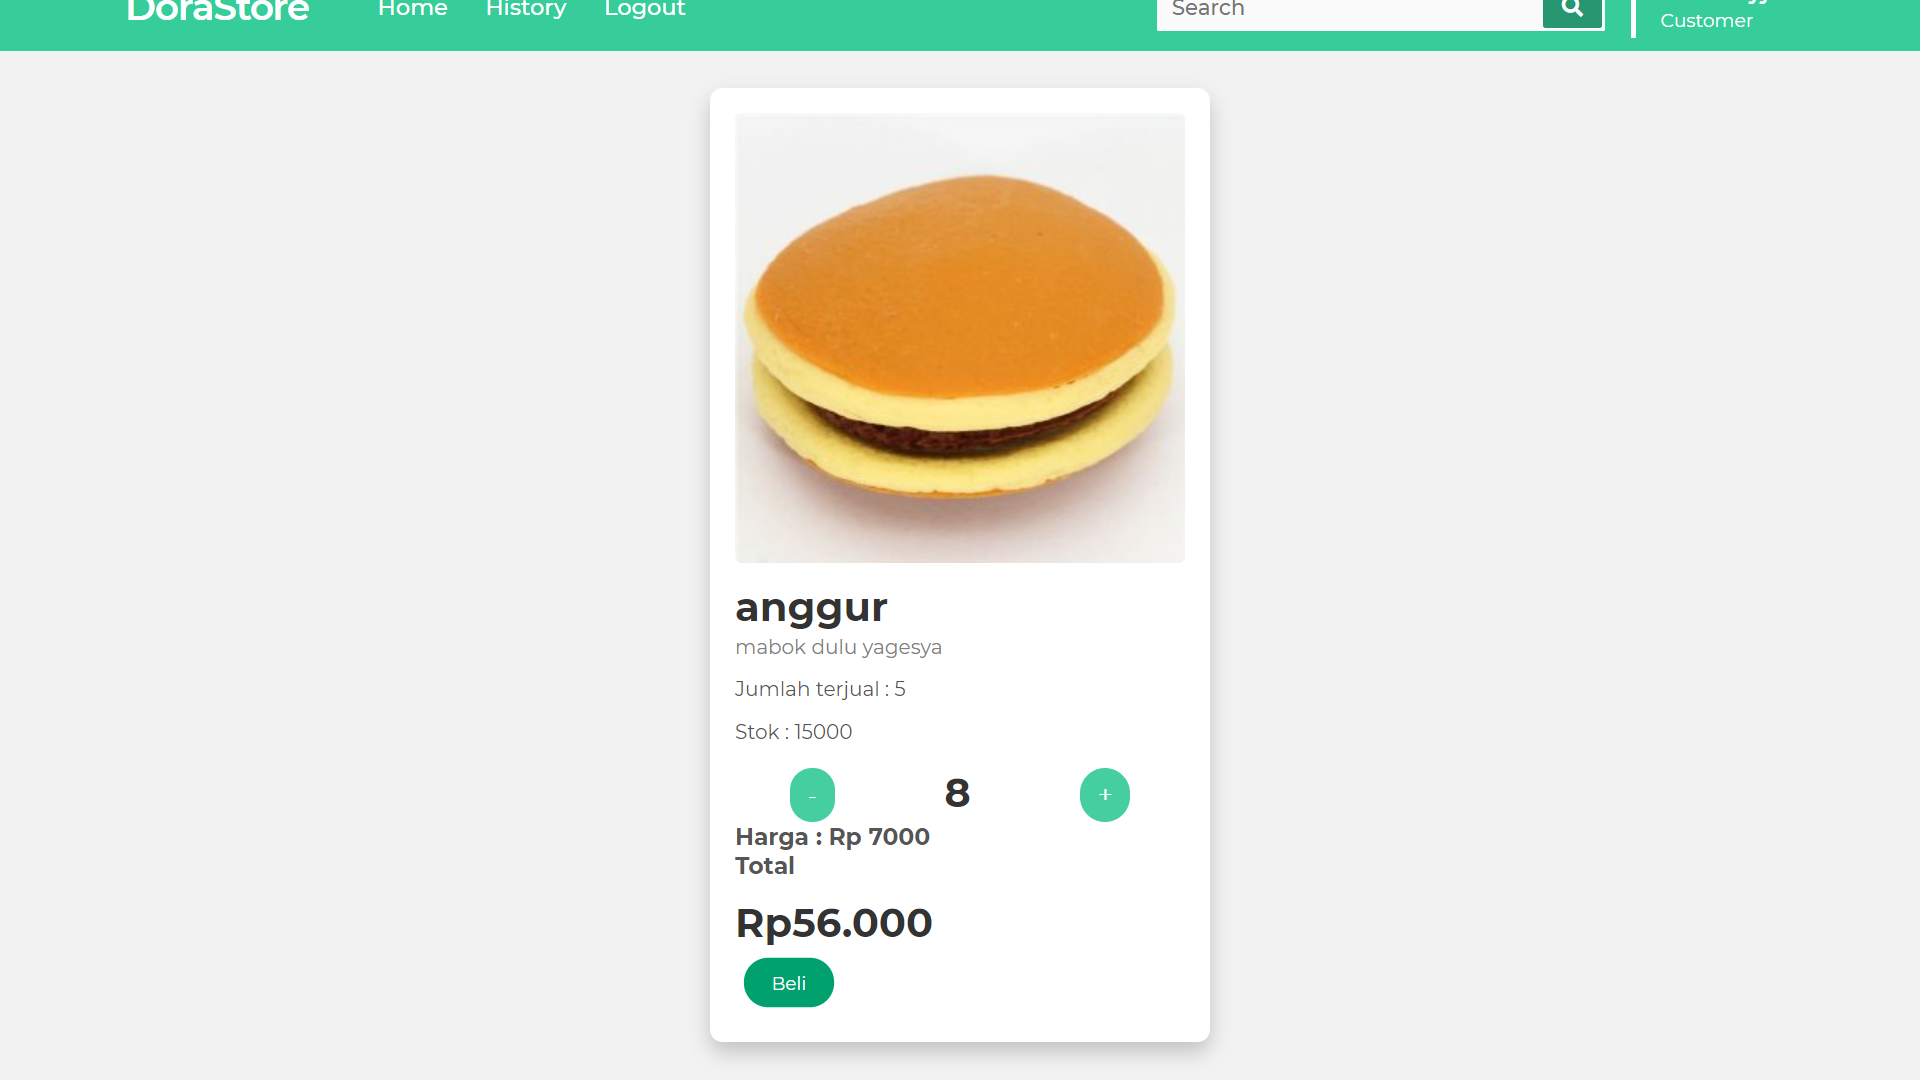 DoraStore
Home
History
Logout
Search
Customer
anggur
mabok dulu yagesya
Jumlah terjual : 5
Stok : 15000
- 8 +
Harga : Rp 7000
Total
Rp56.000
Beli